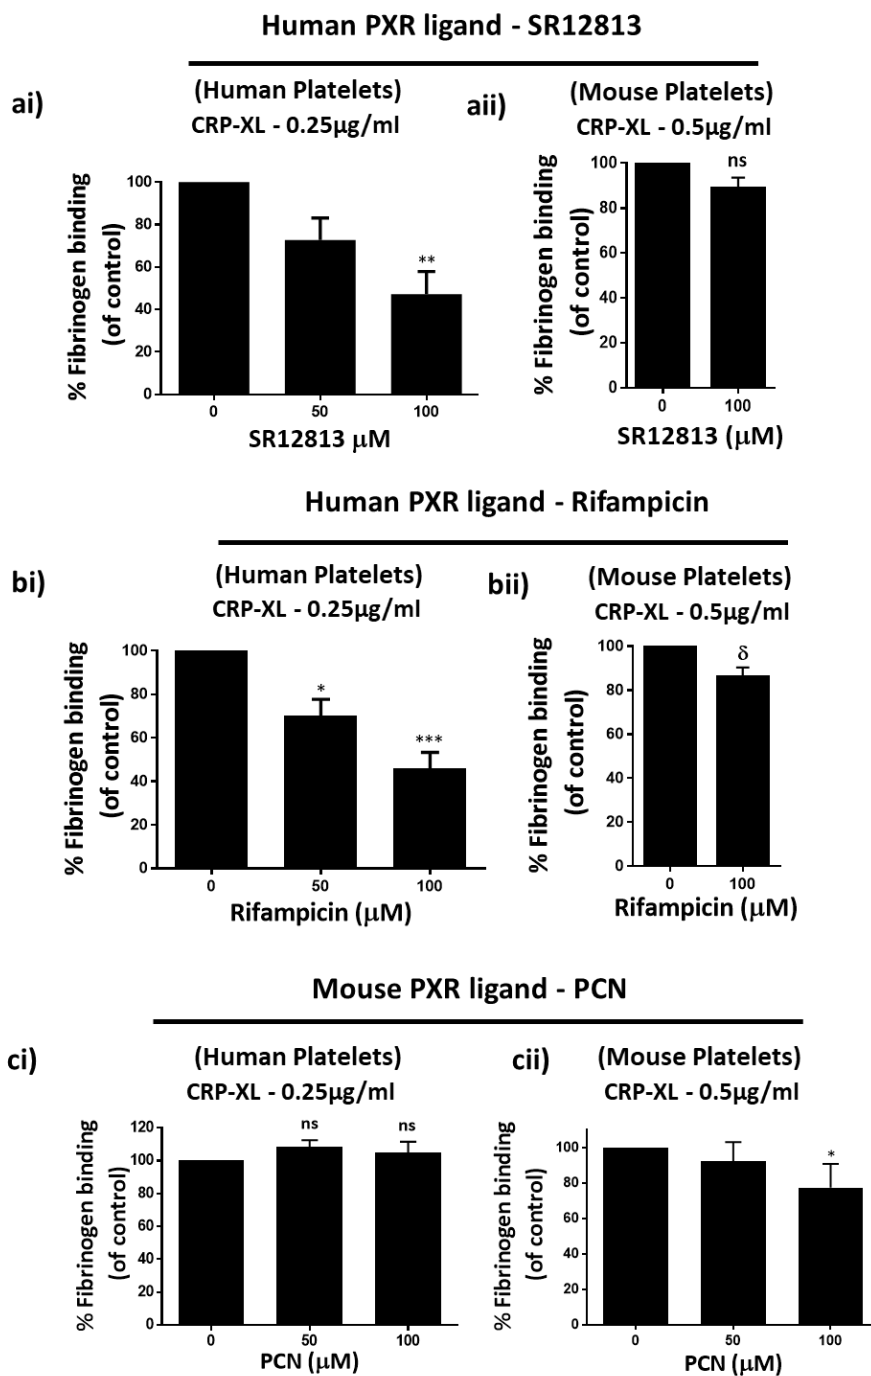 Human PXR ligand - SR12813
ai)
(Human Platelets)
CRP-XL - 0.25µg/ml
% Fibrinogen binding
(of control)
100
80
60
40
20
0
**
0
50
100
SR12813 µM
aii)
(Mouse Platelets)
CRP-XL - 0.5µg/ml
% Fibrinogen binding
(of control)
100
80
60
40
20
0
ns
0
100
SR12813 (µM)
Human PXR ligand - Rifampicin
bi)
(Human Platelets)
CRP-XL - 0.25µg/ml
% Fibrinogen binding
(of control)
100
80
60
40
20
0
*
***
0
50
100
Rifampicin (µM)
bii)
(Mouse Platelets)
CRP-XL - 0.5µg/ml
% Fibrinogen binding
(of control)
100
80
60
40
20
0
δ
0
100
Rifampicin (µM)
Mouse PXR ligand - PCN
ci)
(Human Platelets)
CRP-XL - 0.25µg/ml
% Fibrinogen binding
(of control)
120
100
80
60
40
20
0
ns
ns
0
50
100
PCN (µM)
cii)
(Mouse Platelets)
CRP-XL - 0.5µg/ml
% Fibrinogen binding
(of control)
100
80
60
40
20
0
*
0
50
100
PCN (µM)